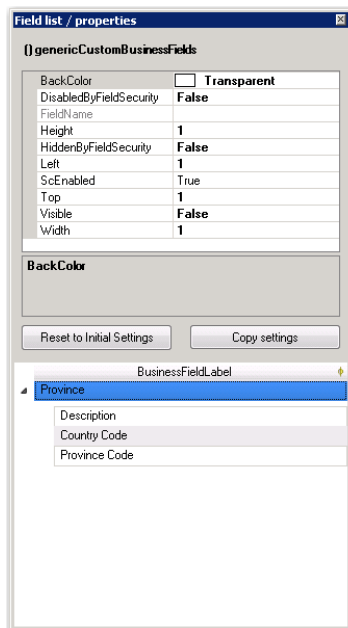 Field list / properties
() genericCustomBusinessFields
BackColor Transparent
DisabledByFieldSecurity False
FieldName
Height 1
HiddenByFieldSecurity False
Left 1
ScEnabled True
Top 1
Visible False
Width 1
BackColor
Reset to Initial Settings Copy settings
BusinessFieldLabel
Province
Description
Country Code
Province Code